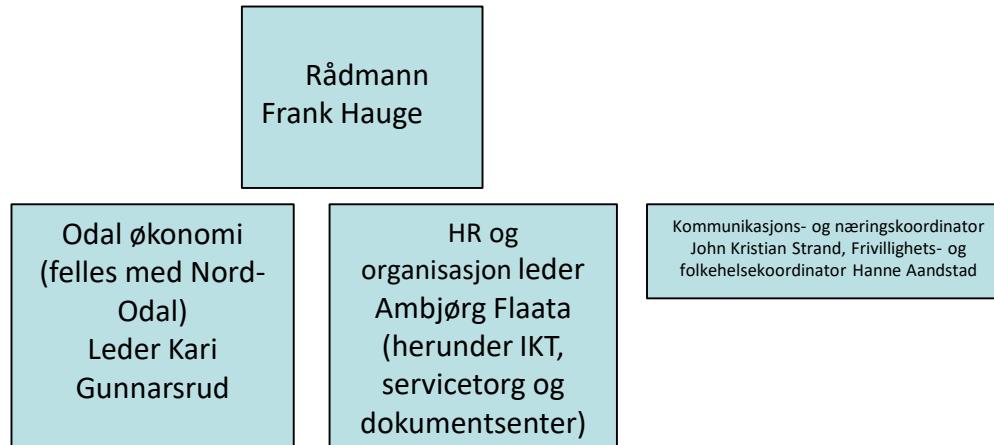 Rådmann
Frank Hauge
Odal økonomi
(felles med Nord-
Odal)
Leder Kari
Gunnarsrud
HR og
organisasjon leder
Ambjørg Flaata
(herunder IKT,
servicetorg og
dokumentsenter)
Kommunikasjons- og næringskoordinator
John Kristian Strand, Frivillighets- og
folkehelsekoordinator Hanne Aandstad